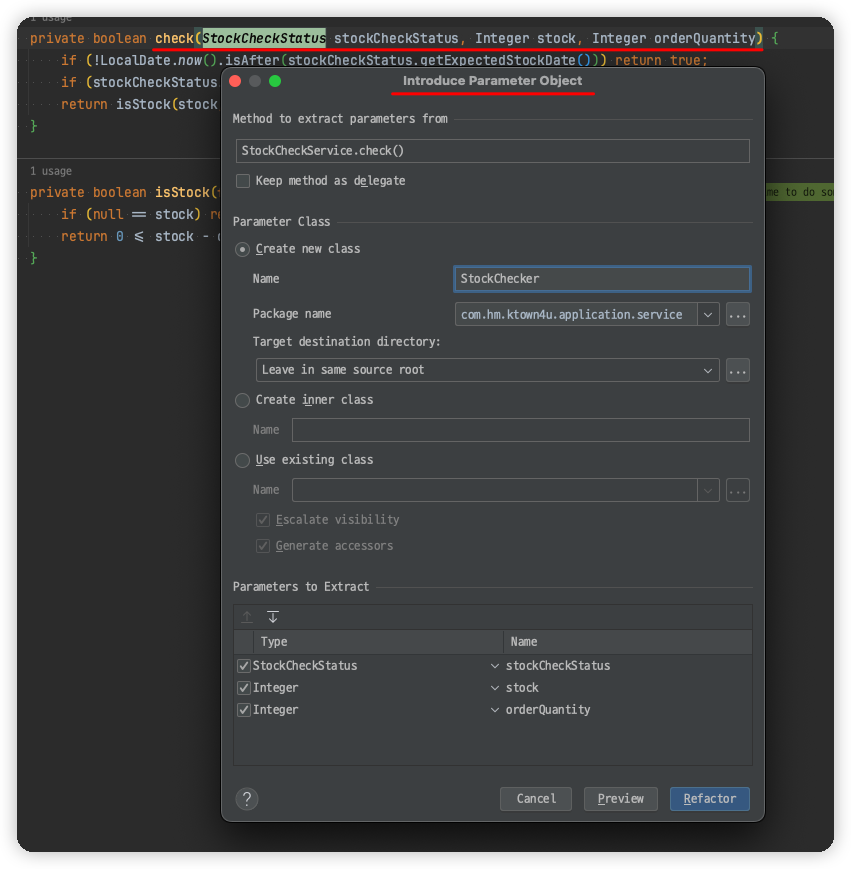 1 usage
private boolean check(StockCheckStatus stockCheckStatus, Integer stock, Integer orderQuantity) {
if (!LocalDate.now().isAfter(stockCheckStatus.getExpectedStockDate())) return true;
if (stockCheckStatus
return isStock(stock
}
1 usage
private boolean isStock(
me to do so
if (null == stock) re
return 0 <= stock -
}
Introduce Parameter Object
Method to extract parameters from
StockCheckService.check()
Keep method as delegate
Parameter Class
Create new class
Name
StockChecker
Package name
com.hm.ktown4u.application.service
...
Target destination directory:
Leave in same source root
...
Create inner class
Name
Use existing class
Name
...
Escalate visibility
Generate accessors
Parameters to Extract
Type Name
StockCheckStatus stockCheckStatus
Integer stock
Integer orderQuantity
? Cancel Preview Refactor